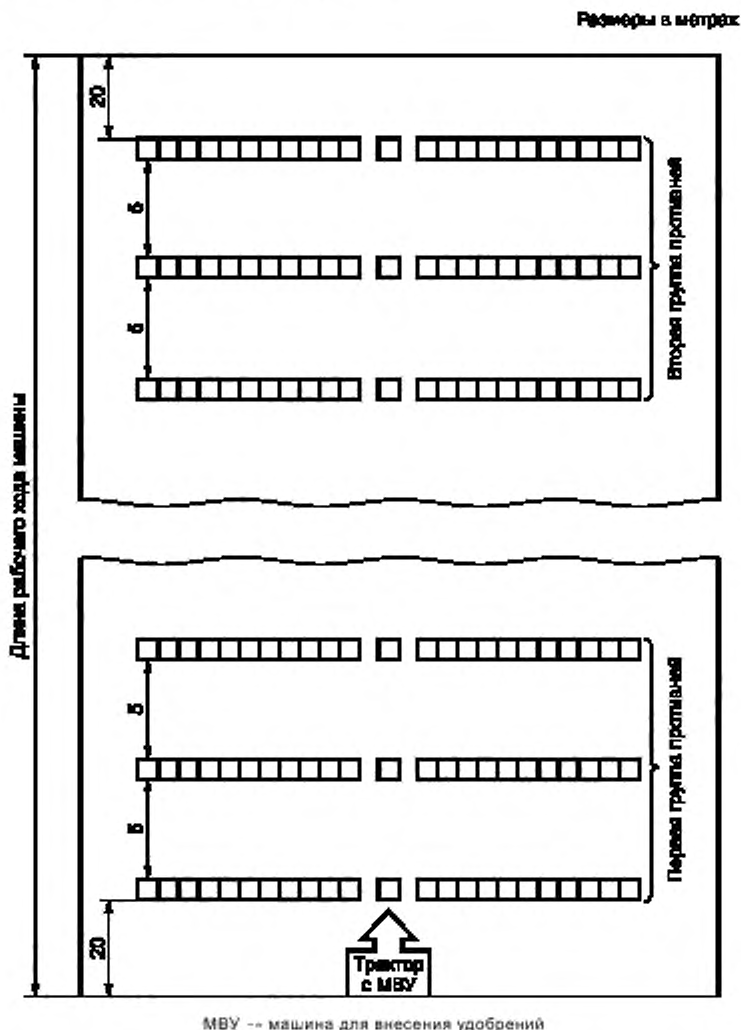 Размеры в метрах
20
5
5
Вторая группа противней
Длина рабочего хода машины
5
5
Первая группа противней
20
Трактор
с МВУ
МВУ -- машина для внесения удобрений